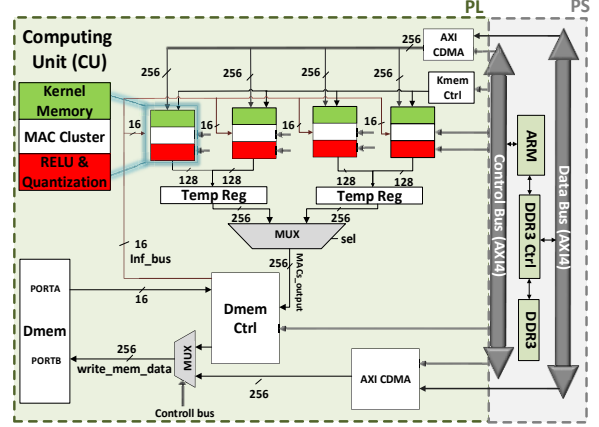 PL
PS
Computing
Unit (CU)
256
AXI
CDMA
256
256
256
256
Kmem
Ctrl
Kernel
Memory
MAC Cluster
RELU &
Quantization
16
16
16
16
128
128
128
128
Temp Reg
Temp Reg
256
256
MUX
sel
16
Inf_bus
256
MACs_output
PORTA
16
Dmem
Ctrl
Dmem
PORTB
256
write_mem_data
MUX
256
AXI CDMA
Controll bus
Control Bus (AXI4)
ARM
DDR3 Ctrl
DDR3
Data Bus (AXI4)